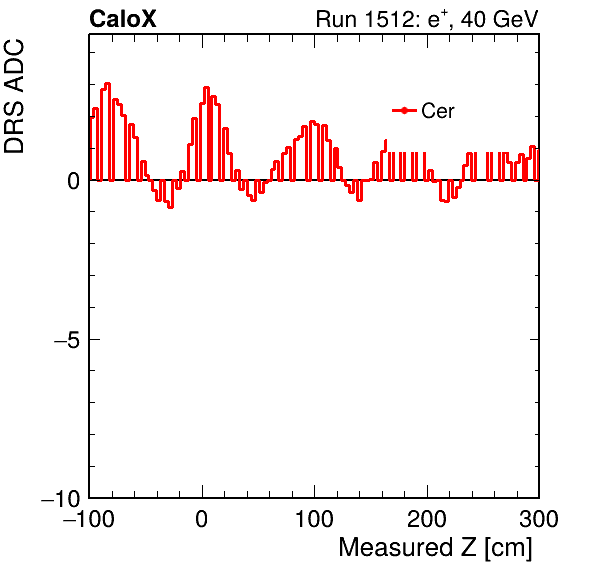 CaloX Run 1512: e+, 40 GeV
DRS ADC
Cer
0
−5
−10
−100 0 100 200 300
Measured Z [cm]